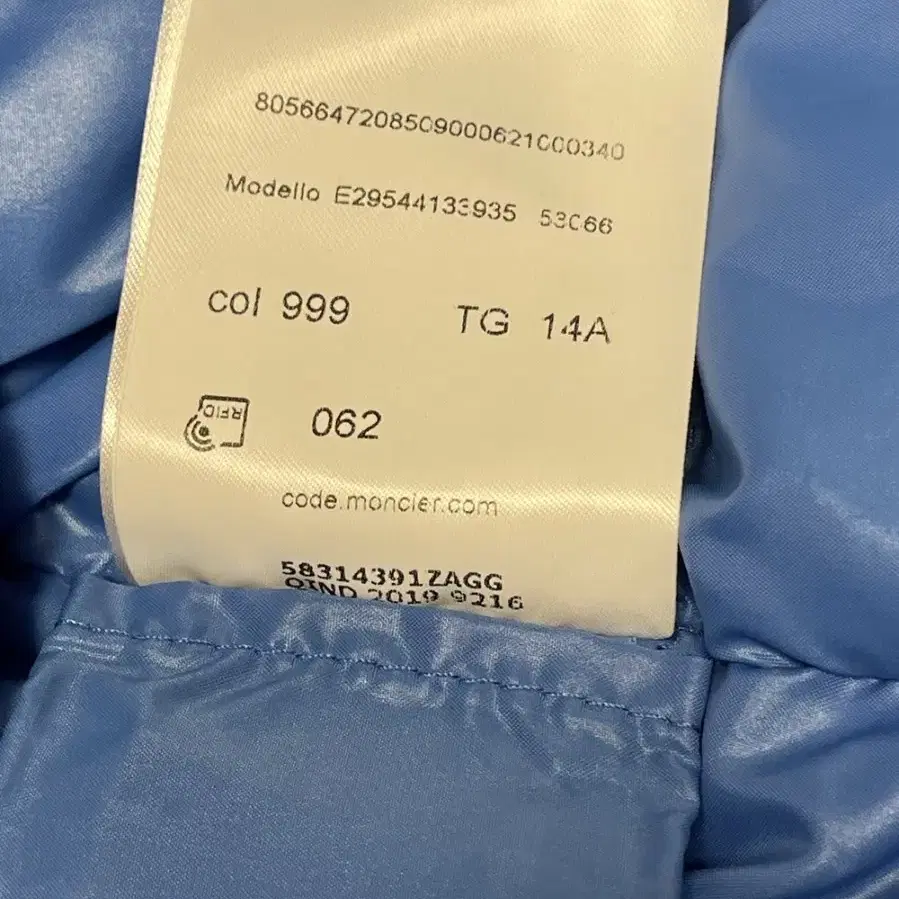 8056647208509000621000340
Modello E29544133935 53066
col 999 TG 14A
RFID
062
code.moncler.com
58314391ZAGG
QIND 2019 9216